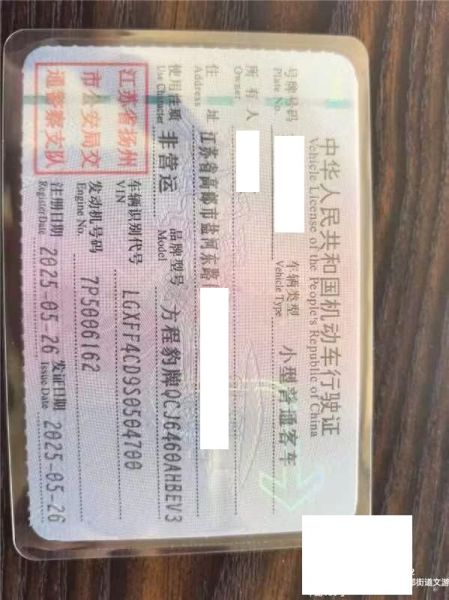 中华人民共和国机动车行驶证
Vehicle License of the People's Republic of China
号牌号码
Plate No.
车辆类型 小型普通客车
Vehicle Type
所有人
Owner
住址 江苏省高邮市盐河东路
Address
使用性质 非营运
Use Character
品牌型号 方程豹牌QCJ6460AHBEV3
Model
江苏省扬州
市公安局交
通警察支队
车辆识别代号 LGXFF4CD9S0504700
VIN
发动机号码 7P5006162
Engine No.
注册日期 2025-05-26
Register Date
发证日期 2025-05-26
Issue Date
街道文游